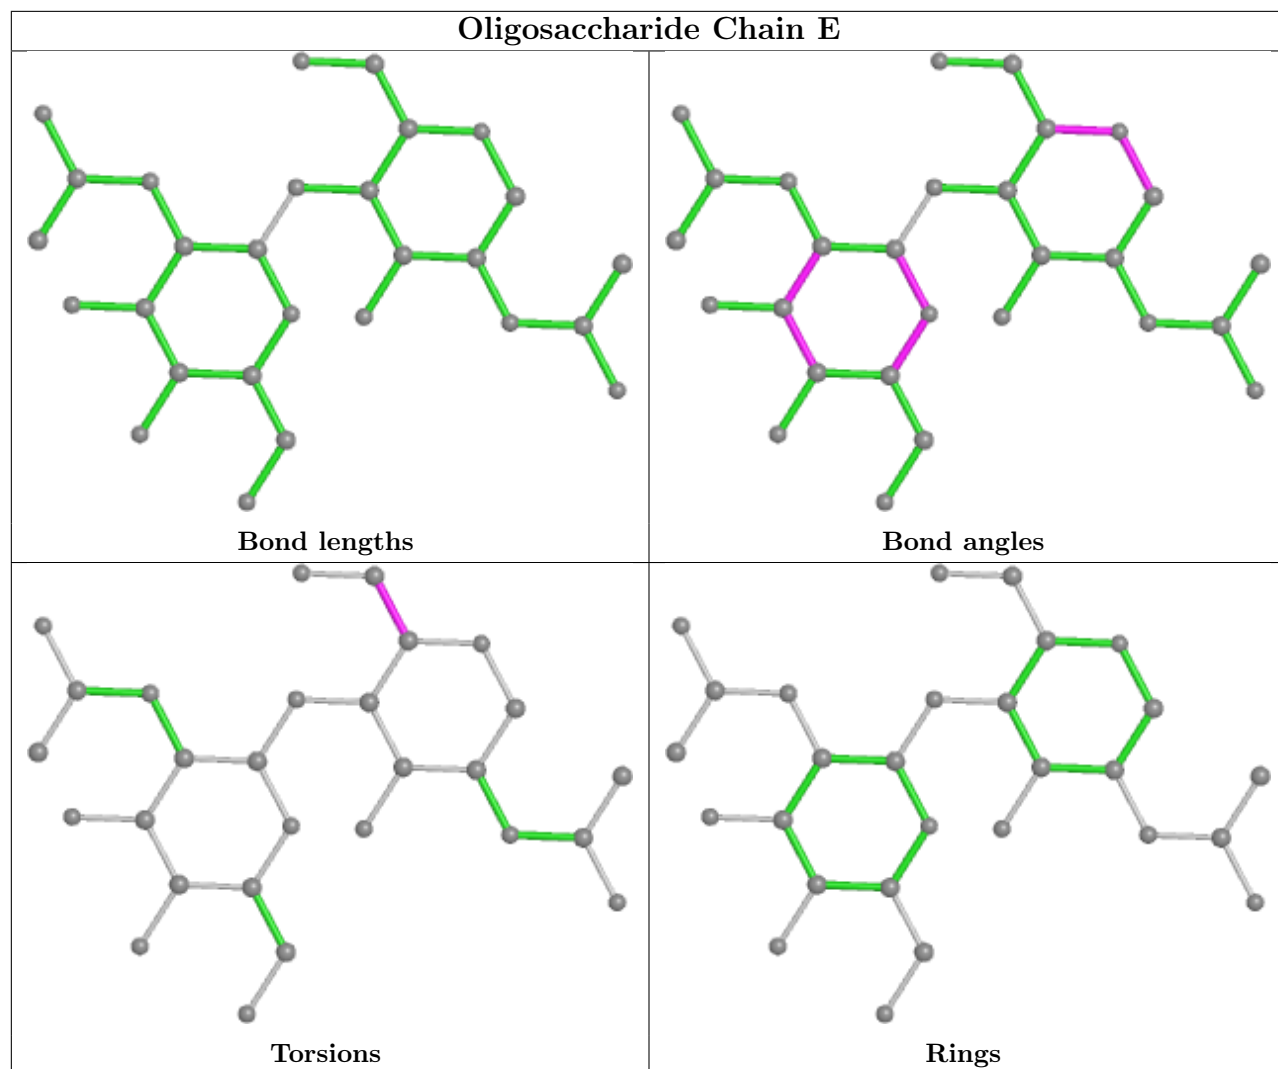 Oligosaccharide Chain E
Bond lengths
Bond angles
Torsions
Rings